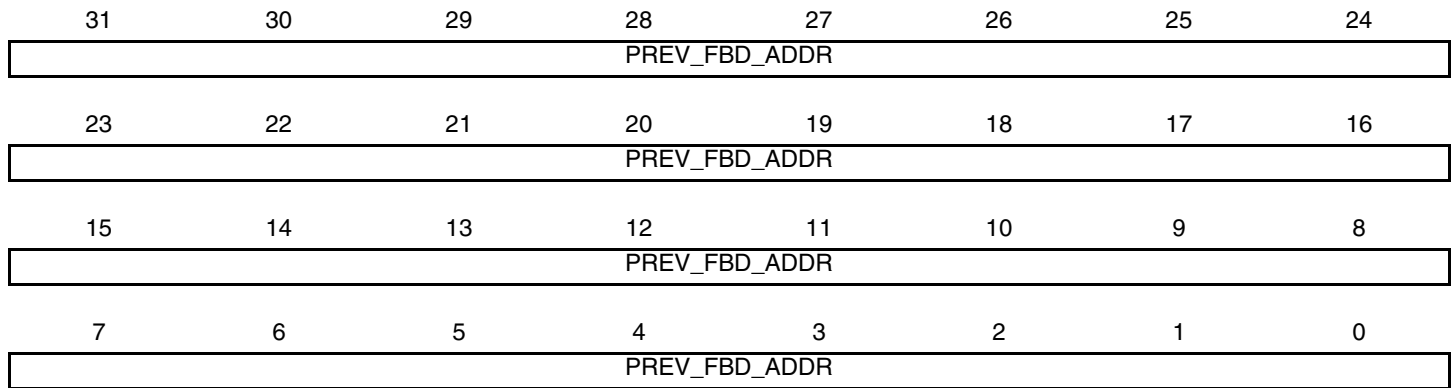 31 30 29 28 27 26 25 24
PREV_FBD_ADDR
23 22 21 20 19 18 17 16
PREV_FBD_ADDR
15 14 13 12 11 10 9 8
PREV_FBD_ADDR
7 6 5 4 3 2 1 0
PREV_FBD_ADDR